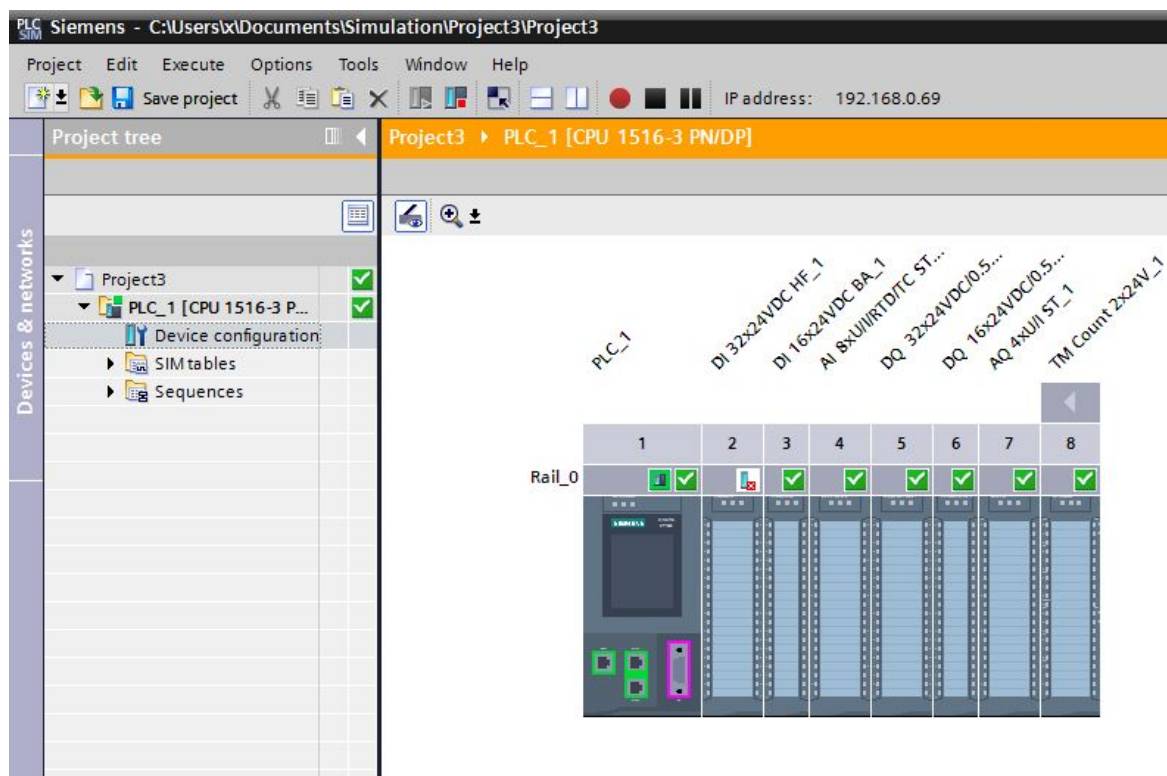 PLC SIM Siemens - C:\Users\x\Documents\Simulation\Project3\Project3
Project Edit Execute Options Tools Window Help
Save project IP address: 192.168.0.69
Project tree
Project3 PLC_1 [CPU 1516-3 PN/DP]
Devices & networks
Project3
PLC_1 [CPU 1516-3 P...
Device configuration
SIM tables
Sequences
PLC_1
DI 32x24VDC HF_1
DI 16x24VDC BA_1
AI 8xU/I/RTD/TC ST...
DQ 32x24VDC/0.5...
DQ 16x24VDC/0.5...
AQ 4xU/I ST_1
TM Count 2x24V_1
1 2 3 4 5 6 7 8
Rail_0
SIEMENS